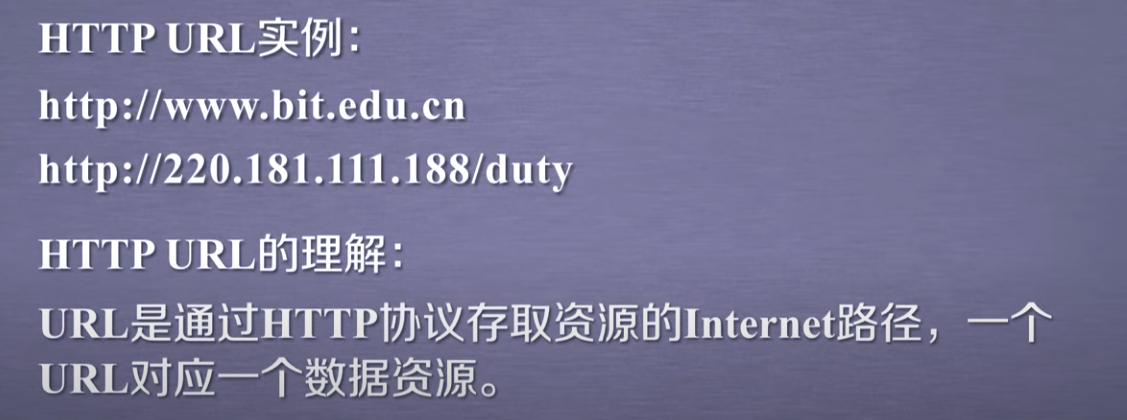 HTTP URL实例：
http://www.bit.edu.cn
http://220.181.111.188/duty
HTTP URL的理解：
URL是通过HTTP协议存取资源的Internet路径，一个
URL对应一个数据资源。